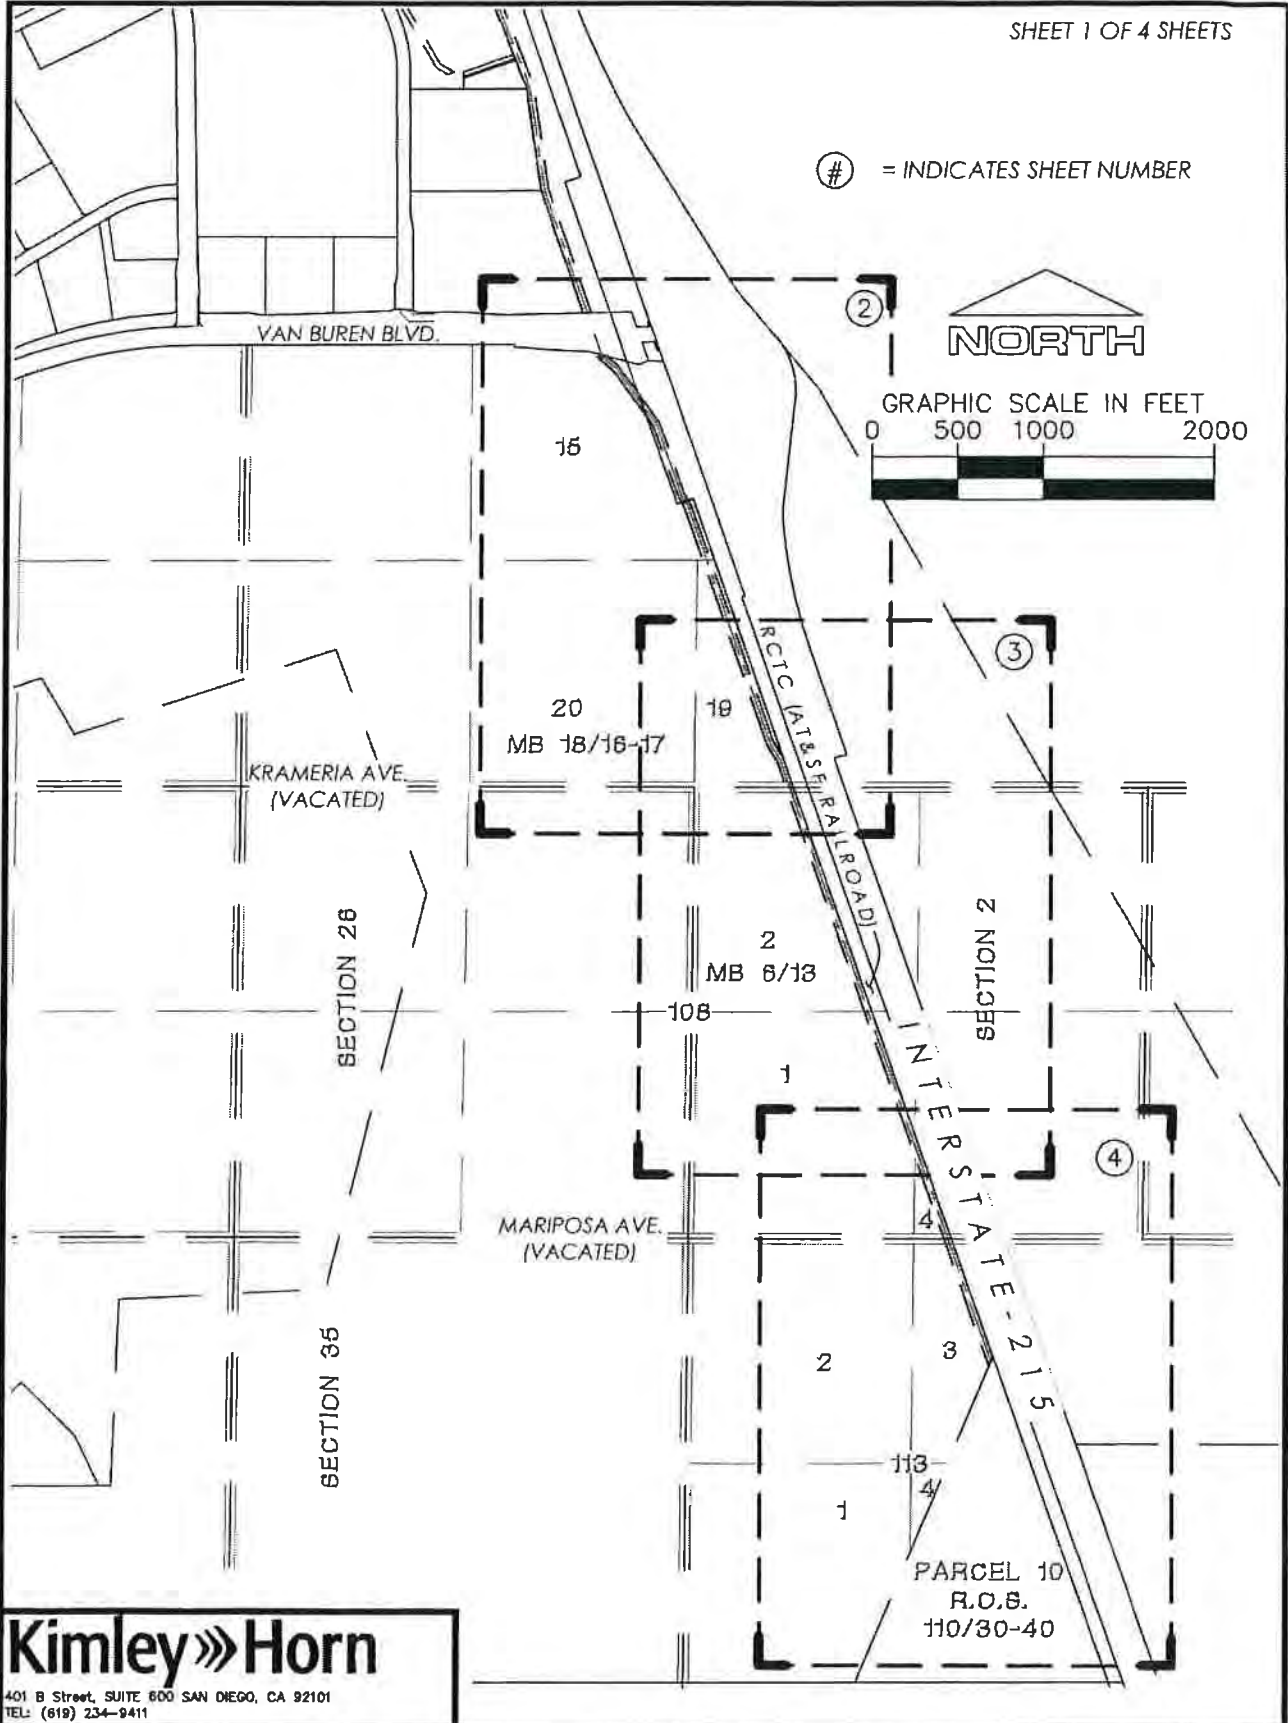 SHEET 1 OF 4 SHEETS
# = INDICATES SHEET NUMBER
2
NORTH
VAN BUREN BLVD.
GRAPHIC SCALE IN FEET
0 500 1000 2000
15
3
RCTC (AT&SF RAILROAD)
20
MB 18/16-17
19
KRAMERIA AVE.
(VACATED)
SECTION 26
2
MB 6/13
SECTION 2
108
1
INTERSTATE-215
4
MARIPOSA AVE.
(VACATED)
4
SECTION 35
2
3
113
4
1
PARCEL 10
R.O.S.
110/30-40
Kimley»Horn
401 B Street, SUITE 600 SAN DIEGO, CA 92101
TEL: (619) 234-9411